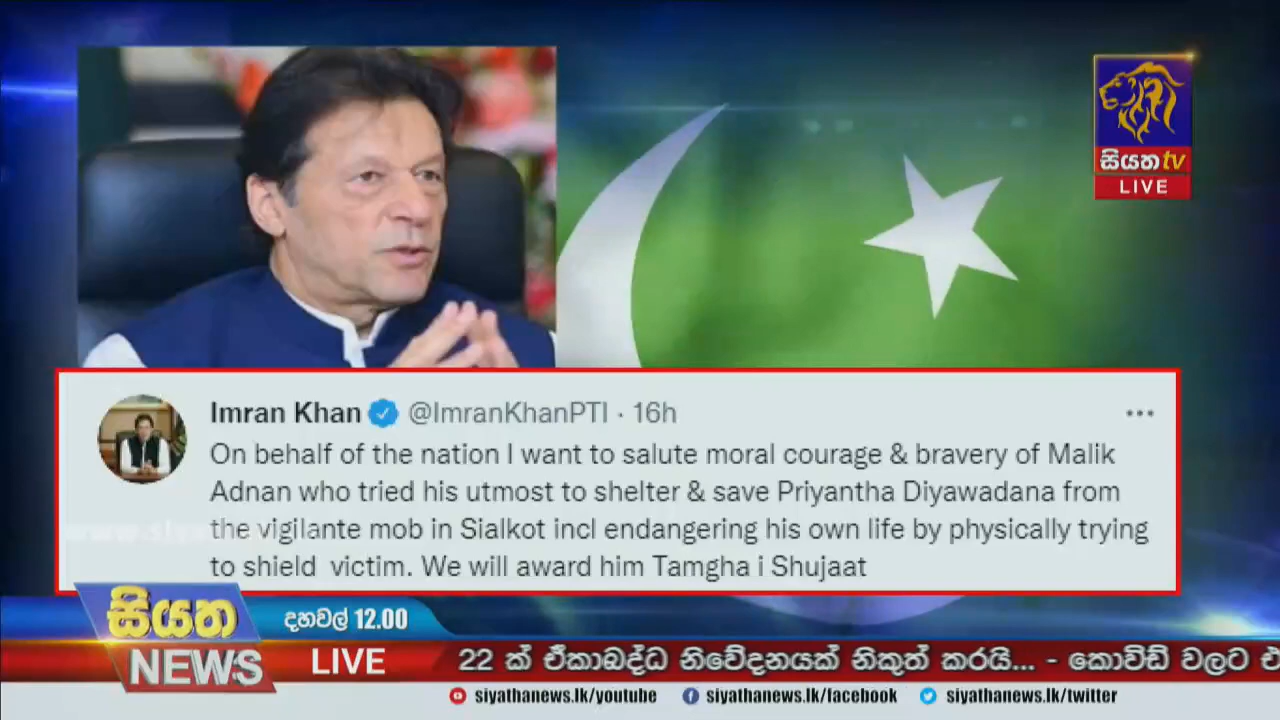 සියත tv
LIVE
Imran Khan @ImranKhanPTI · 16h
On behalf of the nation I want to salute moral courage & bravery of Malik
Adnan who tried his utmost to shelter & save Priyantha Diyawadana from
the vigilante mob in Sialkot incl endangering his own life by physically trying
to shield victim. We will award him Tamgha i Shujaat
සියත
NEWS
දහවල් 12.00
LIVE
22 ක් ඒකාබද්ධ නිවේදනයක් නිකුත් කරයි... - කොවිඩ් වලට එ
siyathanews.lk/youtube siyathanews.lk/facebook siyathanews.lk/twitter